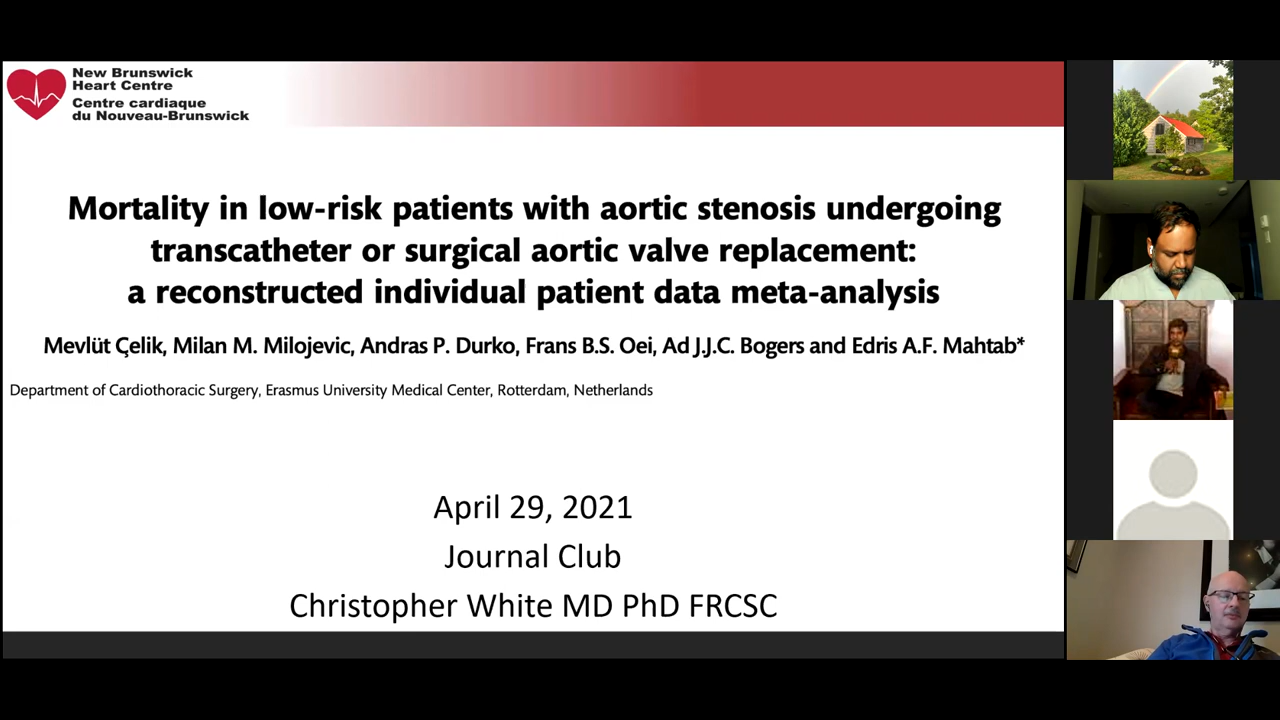 New Brunswick
Heart Centre
Centre cardiaque
du Nouveau-Brunswick
Mortality in low-risk patients with aortic stenosis undergoing
transcatheter or surgical aortic valve replacement:
a reconstructed individual patient data meta-analysis
Mevlüt Çelik, Milan M. Milojevic, Andras P. Durko, Frans B.S. Oei, Ad J.J.C. Bogers and Edris A.F. Mahtab*
Department of Cardiothoracic Surgery, Erasmus University Medical Center, Rotterdam, Netherlands
April 29, 2021
Journal Club
Christopher White MD PhD FRCSC